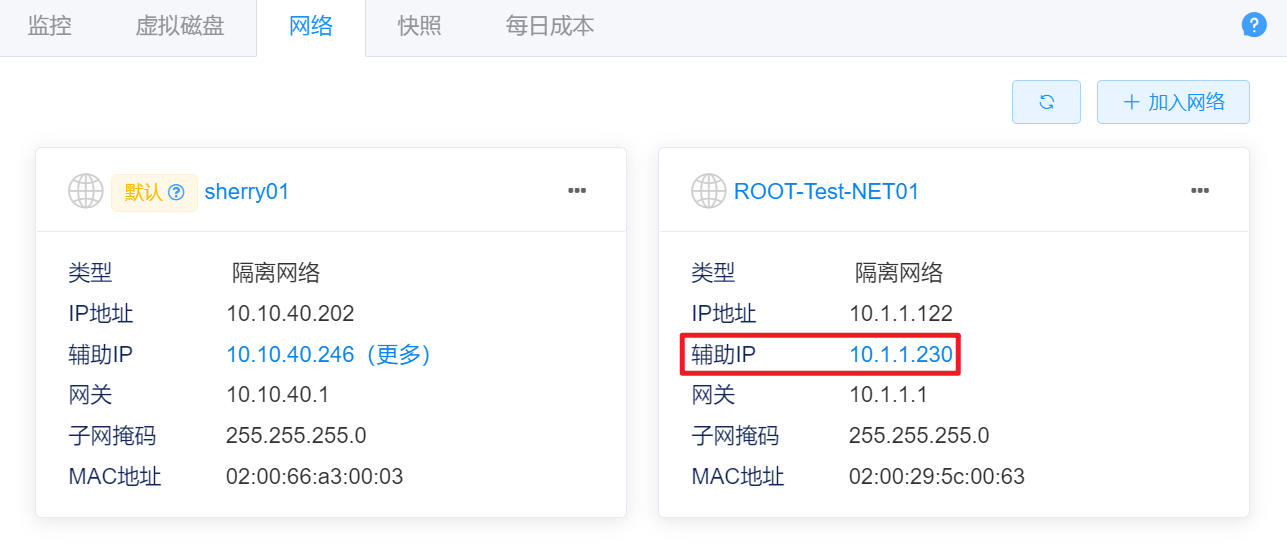 监控 虚拟磁盘 网络 快照 每日成本
加入网络
默认 sherry01
类型 隔离网络
IP地址 10.10.40.202
辅助IP 10.10.40.246（更多）
网关 10.10.40.1
子网掩码 255.255.255.0
MAC地址 02:00:66:a3:00:03
ROOT-Test-NET01
类型 隔离网络
IP地址 10.1.1.122
辅助IP 10.1.1.230
网关 10.1.1.1
子网掩码 255.255.255.0
MAC地址 02:00:29:5c:00:63